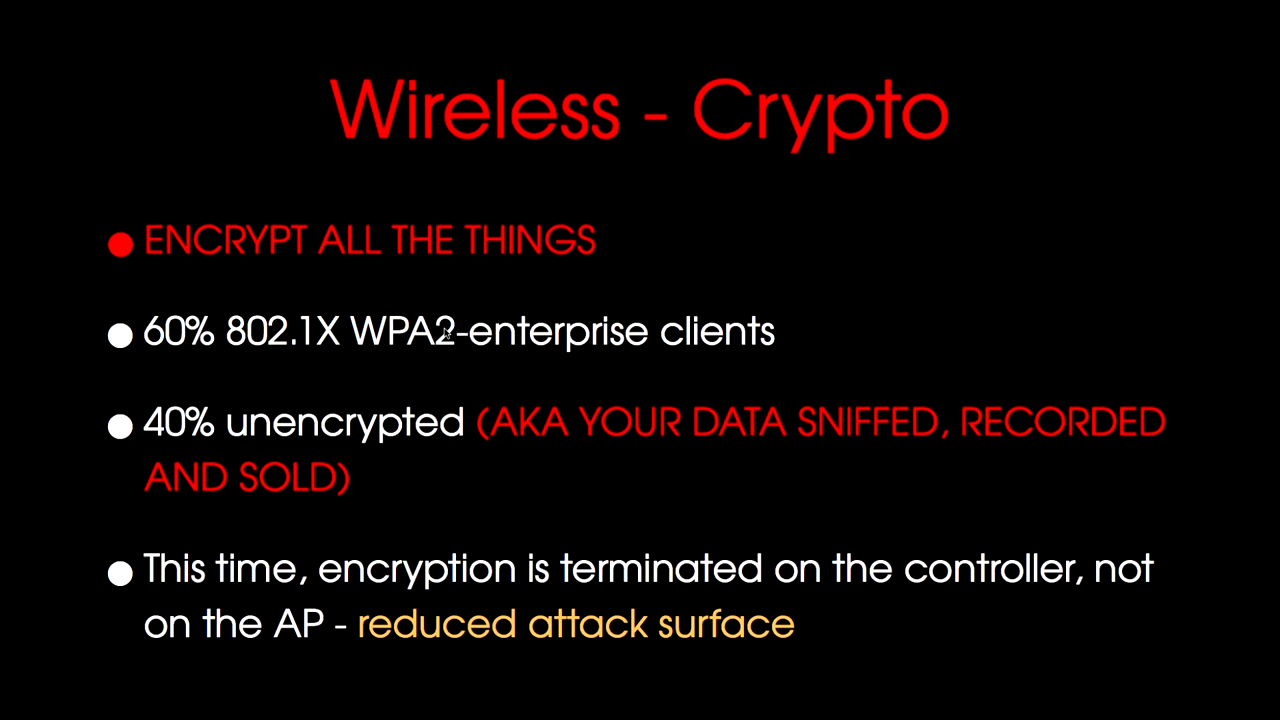 Wireless - Crypto
● ENCRYPT ALL THE THINGS
● 60% 802.1X WPA2-enterprise clients
● 40% unencrypted (AKA YOUR DATA SNIFFED, RECORDED
AND SOLD)
● This time, encryption is terminated on the controller, not
on the AP - reduced attack surface